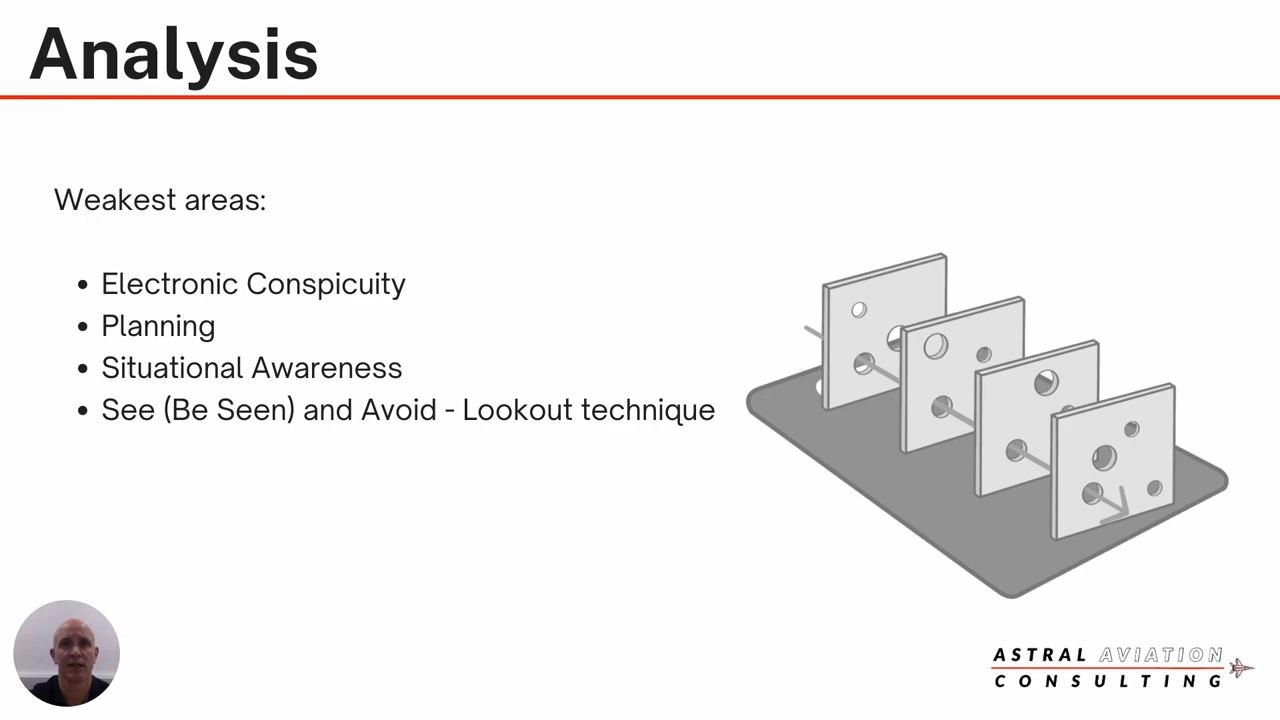 Analysis
Weakest areas:
• Electronic Conspicuity
• Planning
• Situational Awareness
• See (Be Seen) and Avoid - Lookout technique
ASTRAL AVIATION
CONSULTING